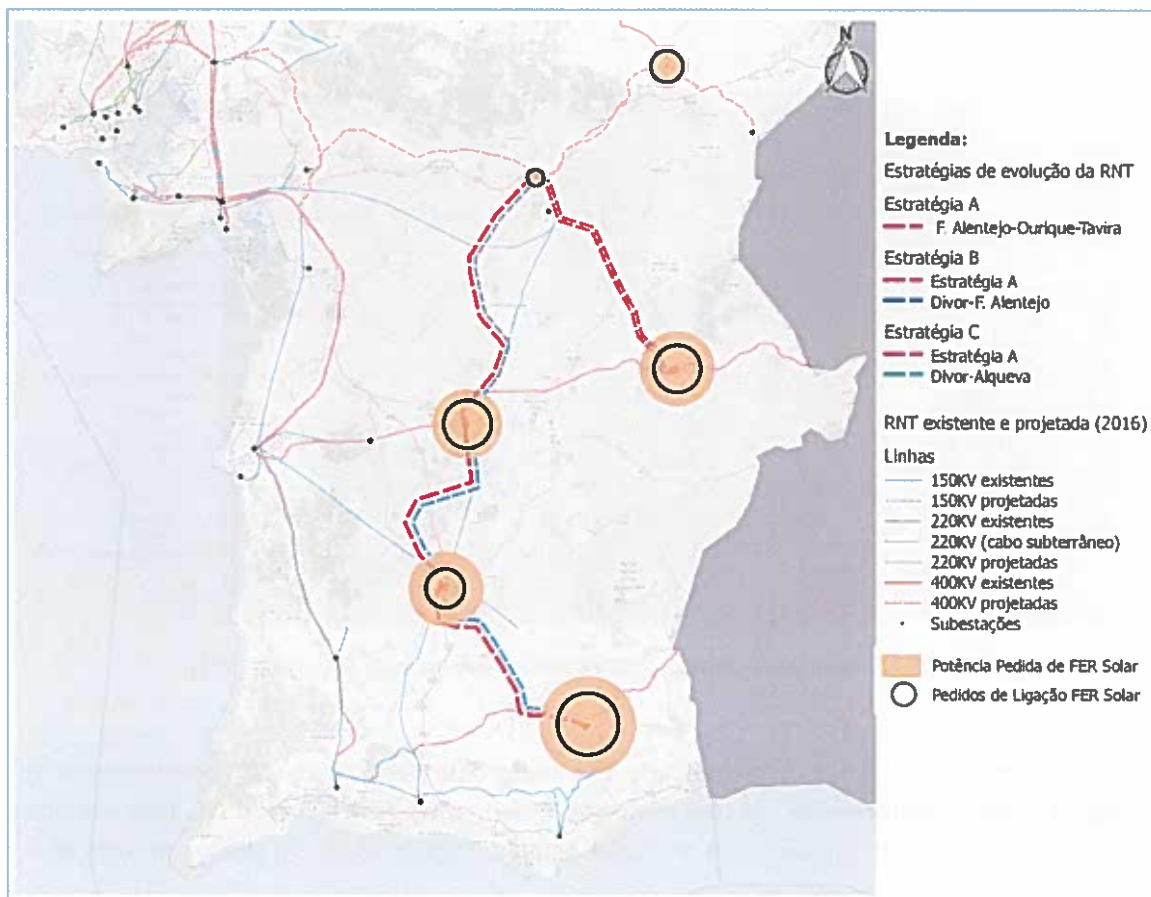 N
Legenda:
Estratégias de evolução da RNT
Estratégia A
F. Alentejo-Ourique-Tavira
Estratégia B
Estratégia A
Divor-F. Alentejo
Estratégia C
Estratégia A
Divor-Alqueva
RNT existente e projetada (2016)
Linhas
150KV existentes
150KV projetadas
220KV existentes
220KV (cabo subterrâneo)
220KV projetadas
400KV existentes
400KV projetadas
Subestações
Potência Pedida de FER Solar
Pedidos de Ligação FER Solar